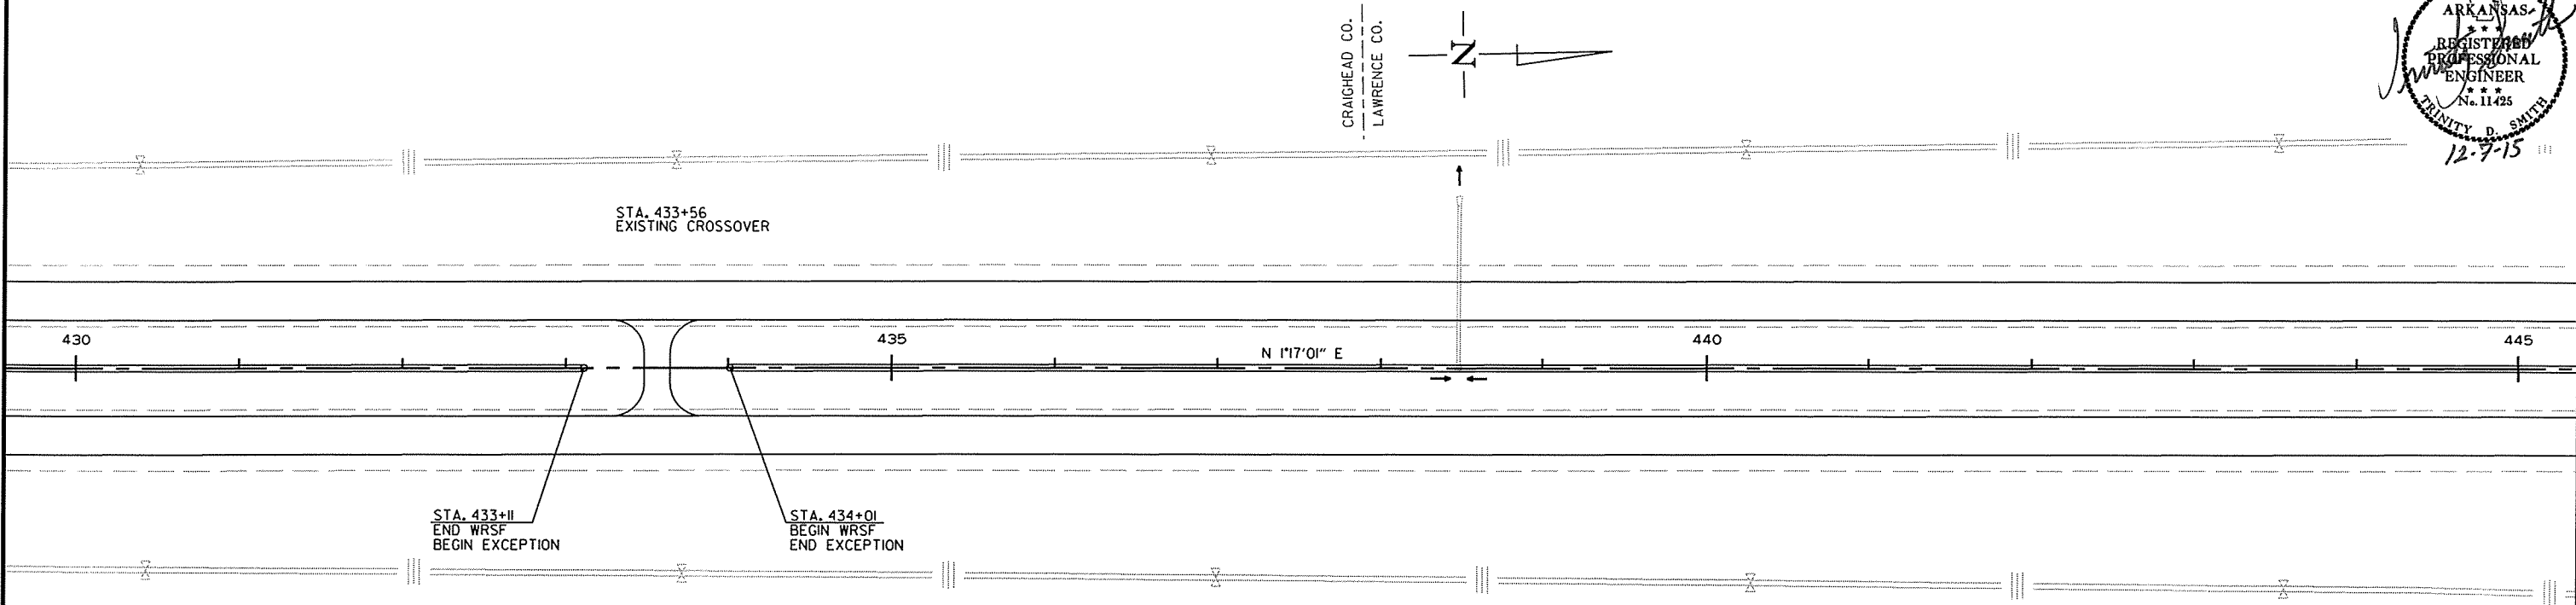 CRAIGHEAD CO.
LAWRENCE CO.
N
ARKANSAS
★ ★ ★
REGISTERED
PROFESSIONAL
ENGINEER
★ ★ ★
No. 11425
TRINITY D. SMITH
12-7-15
STA. 433+56
EXISTING CROSSOVER
430
435
440
445
N 1°17'01" E
STA. 433+11
END WRSF
BEGIN EXCEPTION
STA. 434+01
BEGIN WRSF
END EXCEPTION